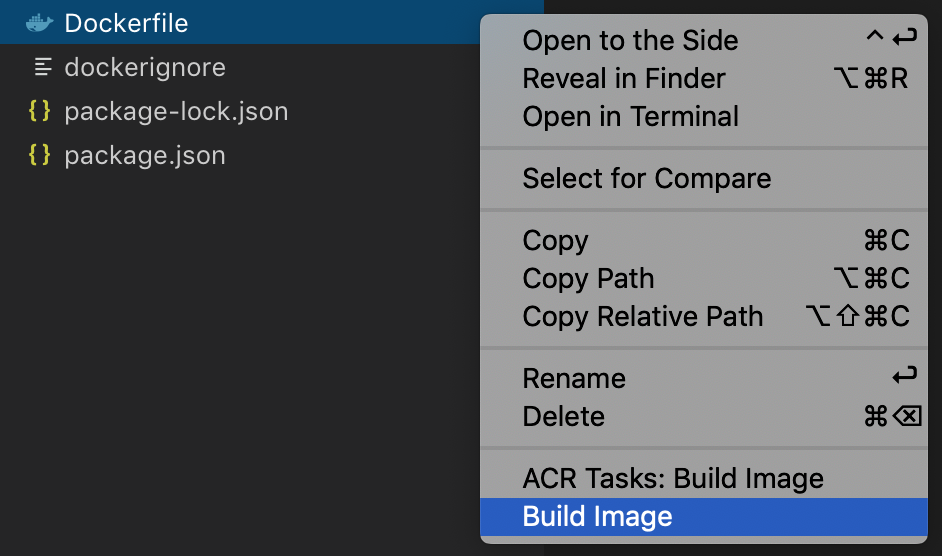 Dockerfile
dockerignore
{ } package-lock.json
{ } package.json
Open to the Side ^ ↩
Reveal in Finder ⌥⌘R
Open in Terminal
Select for Compare
Copy ⌘C
Copy Path ⌥⌘C
Copy Relative Path ⌥⇧⌘C
Rename ↩
Delete ⌘⌫
ACR Tasks: Build Image
Build Image